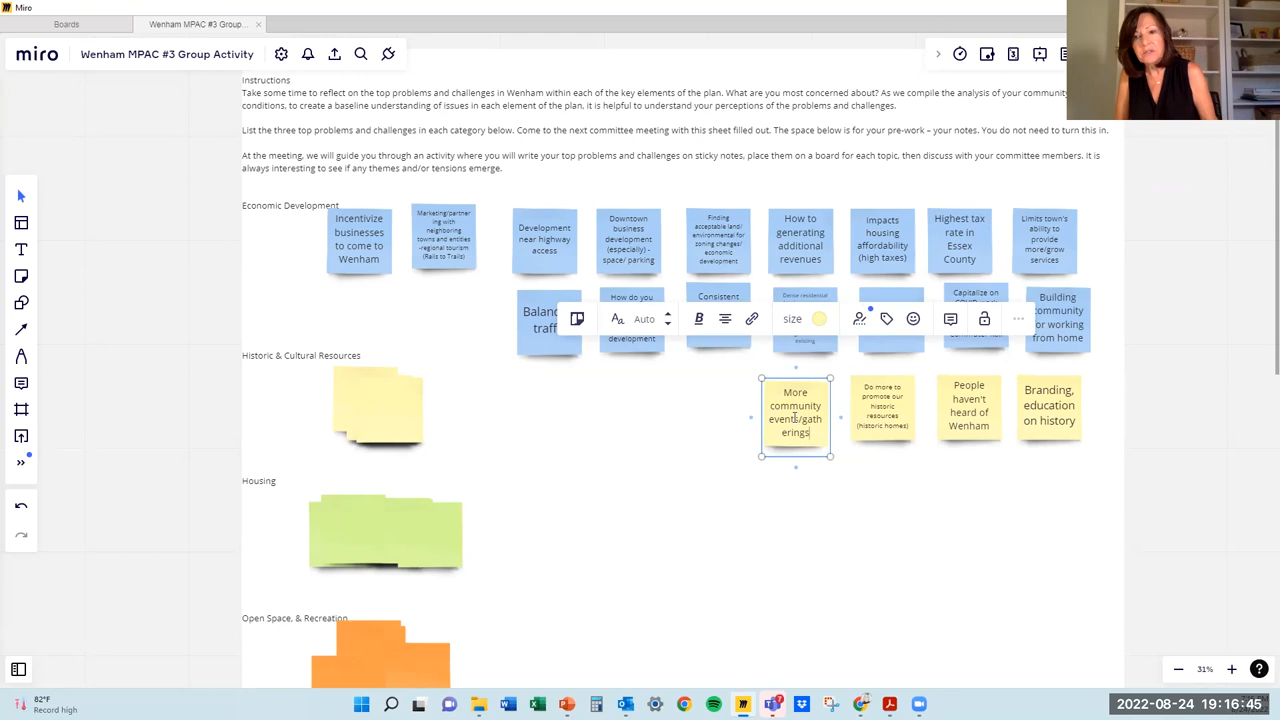 Miro
Boards
Wenham MPAC #3 Group...
miro
Wenham MPAC #3 Group Activity
Instructions
Take some time to reflect on the top problems and challenges in Wenham within each of the key elements of the plan. What are you most concerned about? As we compile the analysis of your community
conditions, to create a baseline understanding of issues in each element of the plan, it is helpful to understand your perceptions of the problems and challenges.
List the three top problems and challenges in each category below. Come to the next committee meeting with this sheet filled out. The space below is for your pre-work – your notes. You do not need to turn this in.
At the meeting, we will guide you through an activity where you will write your top problems and challenges on sticky notes, place them on a board for each topic, then discuss with your committee members. It is
always interesting to see if any themes and/or tensions emerge.
Economic Development
Incentivize
businesses
to come to
Wenham
Marketing/partner
ing with
neighboring
towns and entities
-regional tourism
(Rails to Trails)
Development
near highway
access
Downtown
business
development
(especially) -
space/ parking
Finding
acceptable land/
environmental for
zoning changes/
economic
development
How to
generating
additional
revenues
Impacts
housing
affordability
(high taxes)
Highest tax
rate in
Essex
County
Limits town's
ability to
provide
more/grow
services
traff
How do you
development
Consistent
Dense residential
existing
Capitalize on
Building
community
or working
from home
Auto
B
size
Historic & Cultural Resources
More
community
events/gath
erings
Do more to
promote our
historic
resources
(historic homes)
People
haven't
heard of
Wenham
Branding,
education
on history
Housing
Open Space, & Recreation
31%
82°F
Record high
2022-08-24 19:16:45